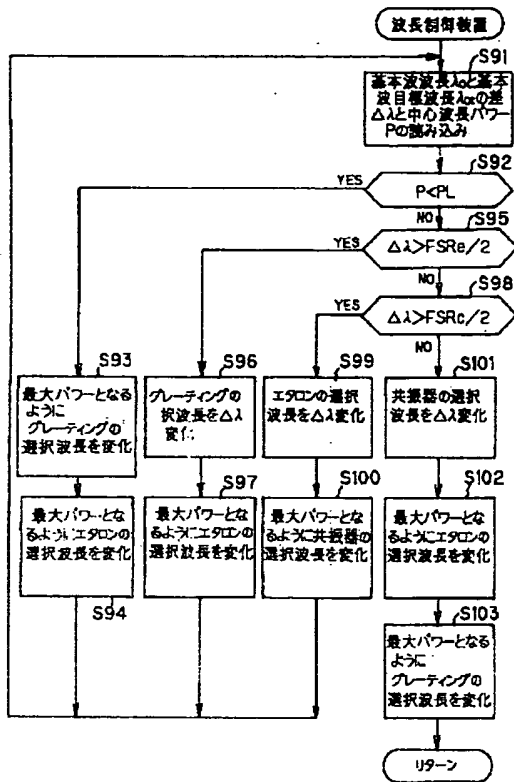 波長制御装置
S91
基本波波長λoと基本
波目標波長λorの差
△λと中心波長パワー
Pの読み込み
S92
P<PL
YES
NO
S95
△λ>FSRe/2
YES
NO
S98
△λ>FSRc/2
YES
NO
S93
最大パワーとなる
ように
グレーティングの
選択波長を変化
S96
グレーティングの
択波長を△λ
変化
S99
エタロンの選択
波長を△λ変化
S101
共振器の選択
波長を△λ変化
S94
最大パワーとな
るようにエタロンの
選択波長を変化
S97
最大パワーとな
るようにエタロンの
選択波長を変化
S100
最大パワーとな
るように共振器の
選択波長を変化
S102
最大パワーとな
るようにエタロンの
選択波長を変化
S103
最大パワーとなる
ように
グレーティングの
選択波長を変化
リターン